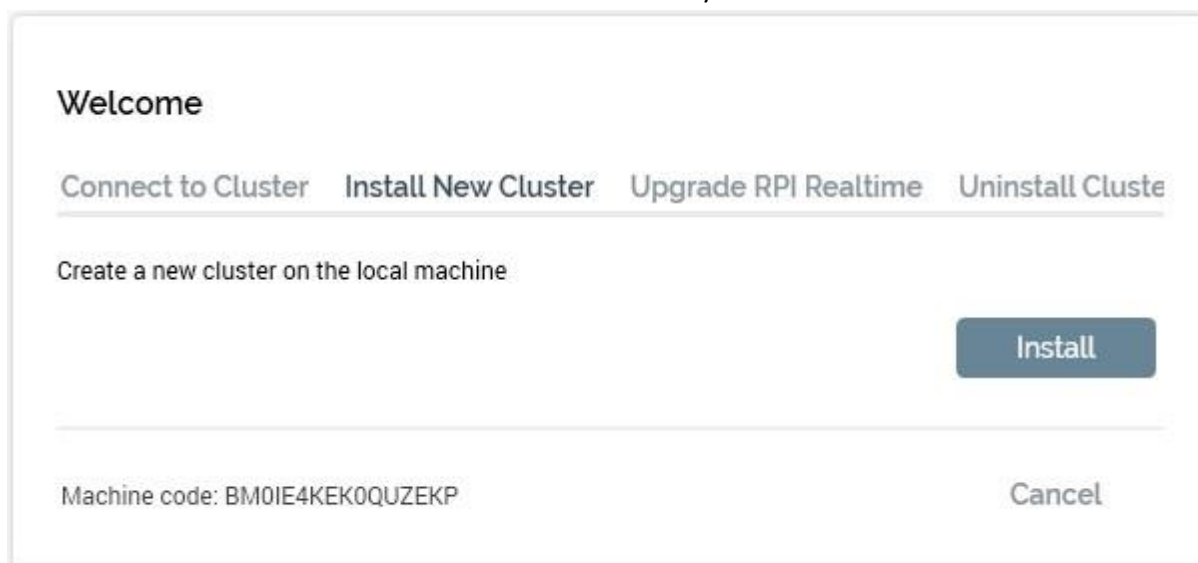 Welcome
Connect to Cluster Install New Cluster Upgrade RPI Realtime Uninstall Cluste
Create a new cluster on the local machine
Install
Machine code: BM0IE4KEK0QUZEKP Cancel